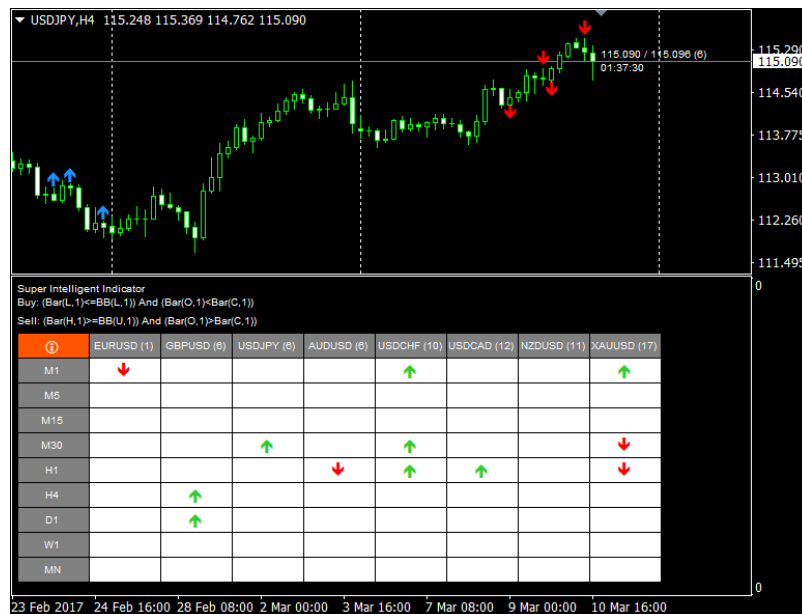 USDJPY,H4 115.248 115.369 114.762 115.090
115.290
115.090 / 115.096 (6)
115.090
01:37:30
114.540
113.775
113.010
112.260
111.495
Super Intelligent Indicator
0
Buy: (Bar(L,1)<=BB(L,1)) And (Bar(O,1)<Bar(C,1))
Sell: (Bar(H,1)>=BB(U,1)) And (Bar(O,1)>Bar(C,1))
EURUSD (1) GBPUSD (6) USDJPY (6) AUDUSD (6) USDCHF (10) USDCAD (12) NZDUSD (11) XAUUSD (17)
M1
M5
M15
M30
H1
H4
D1
W1
MN
0
23 Feb 2017 24 Feb 16:00 28 Feb 08:00 2 Mar 00:00 3 Mar 16:00 7 Mar 08:00 9 Mar 00:00 10 Mar 16:00